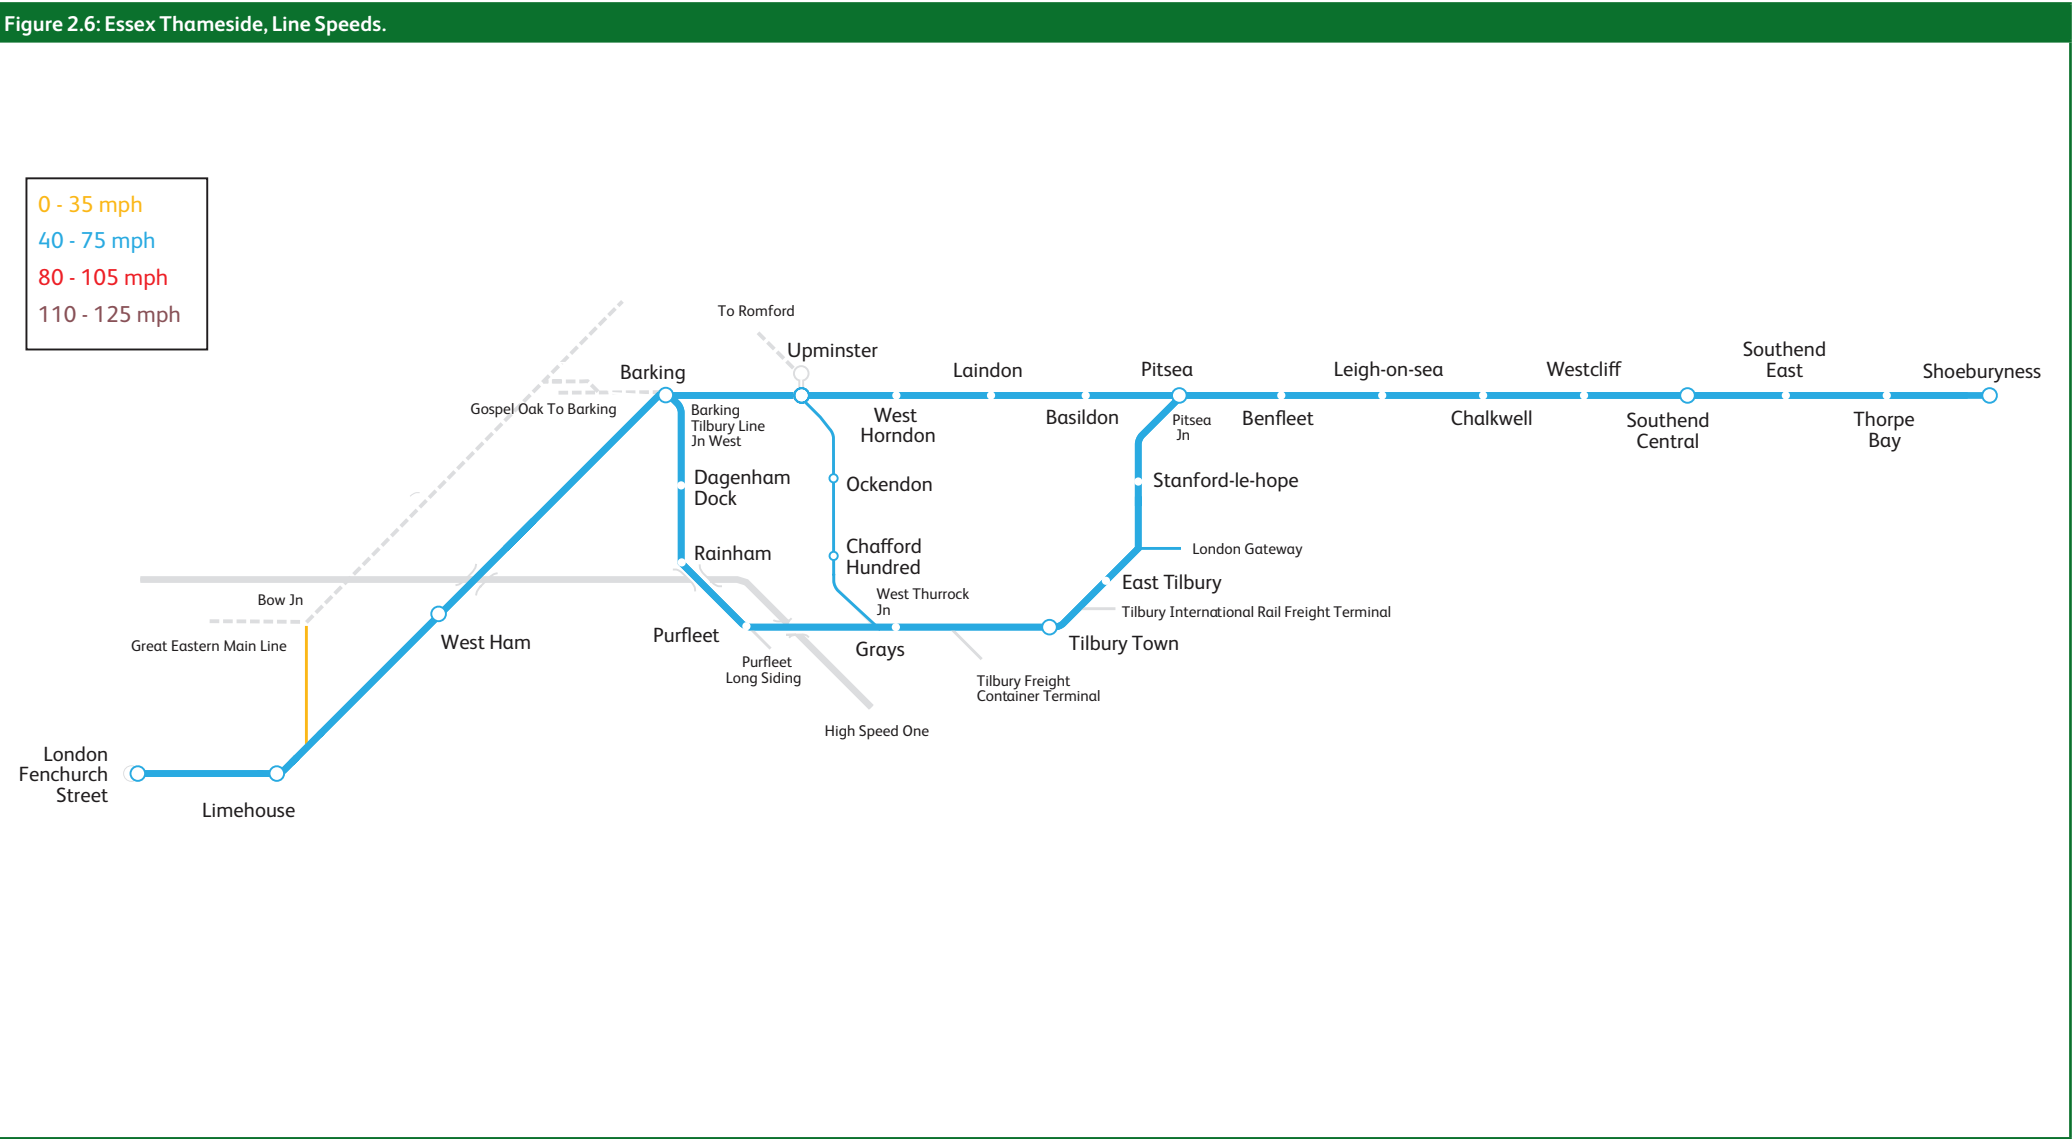 Figure 2.6: Essex Thameside, Line Speeds.
0 - 35 mph
40 - 75 mph
80 - 105 mph
110 - 125 mph
To Romford
Upminster
Barking
Laindon
Pitsea
Leigh-on-sea
Westcliff
Southend
East
Shoeburyness
Gospel Oak To Barking
Barking
Tilbury Line
Jn West
West
Horndon
Basildon
Pitsea
Jn
Benfleet
Chalkwell
Southend
Central
Thorpe
Bay
Dagenham
Dock
Ockendon
Stanford-le-hope
Rainham
Chafford
Hundred
London Gateway
East Tilbury
West Thurrock
Jn
Tilbury International Rail Freight Terminal
Bow Jn
Great Eastern Main Line
West Ham
Purfleet
Grays
Tilbury Town
Purfleet
Long Siding
Tilbury Freight
Container Terminal
High Speed One
London
Fenchurch
Street
Limehouse